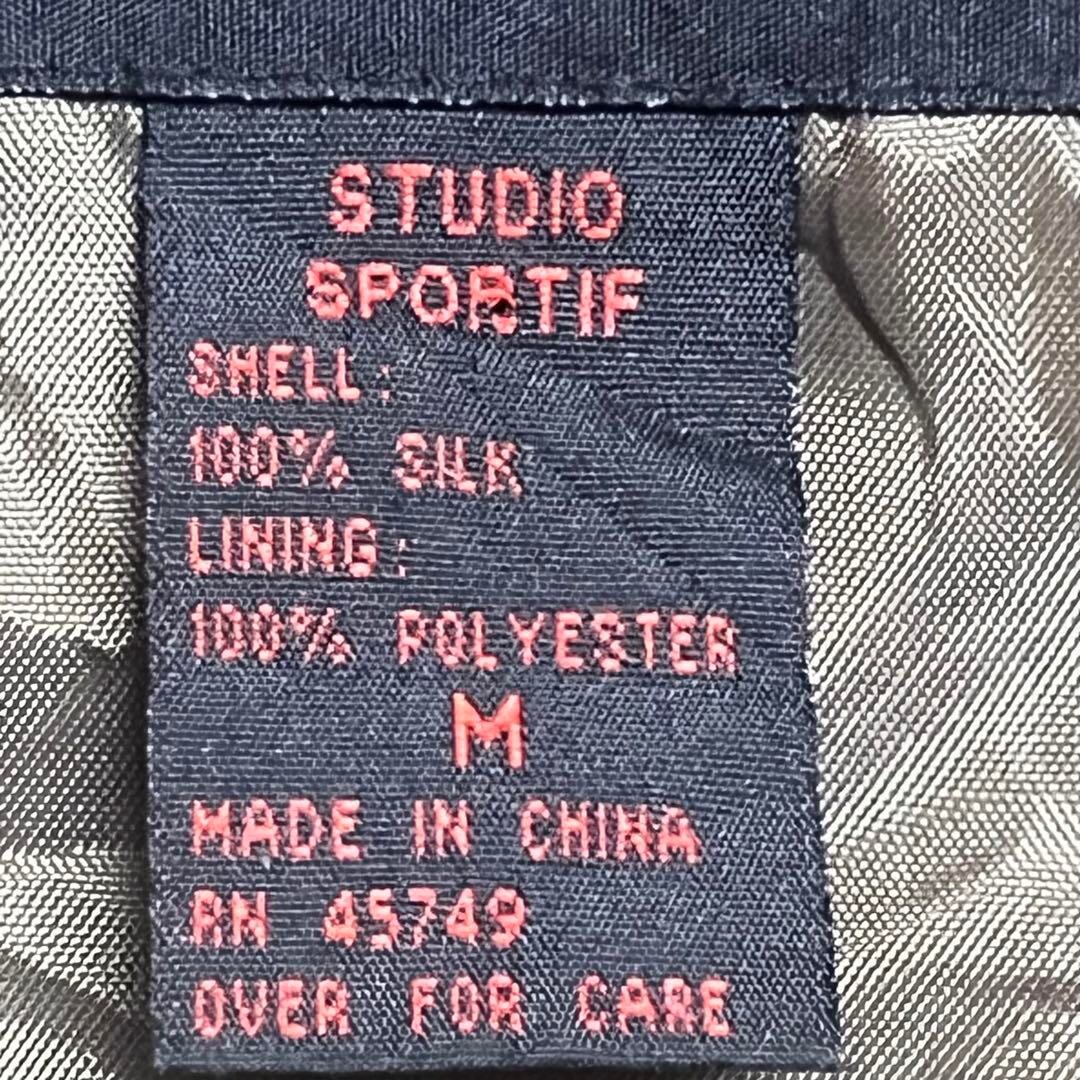 STUDIO
SPORTIF
SHELL:
100% SILK
LINING:
100% POLYESTER
M
MADE IN CHINA
RN 45749
OVER FOR CARE